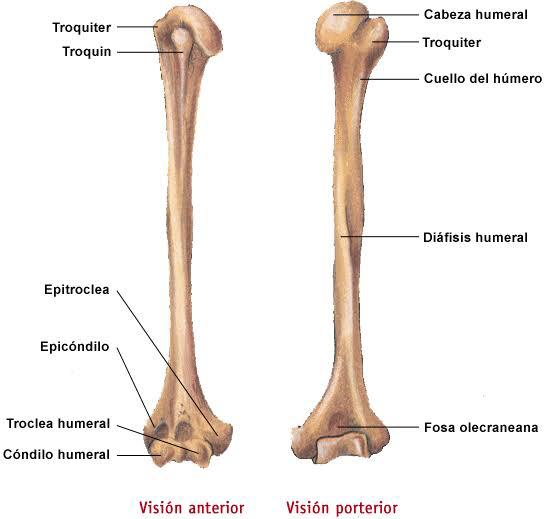 Troquiter
Troquin
Cabeza humeral
Troquiter
Cuello del húmero
Diáfisis humeral
Epitroclea
Epicóndilo
Troclea humeral
Cóndilo humeral
Fosa olecraneana
Visión anterior
Visión porterior